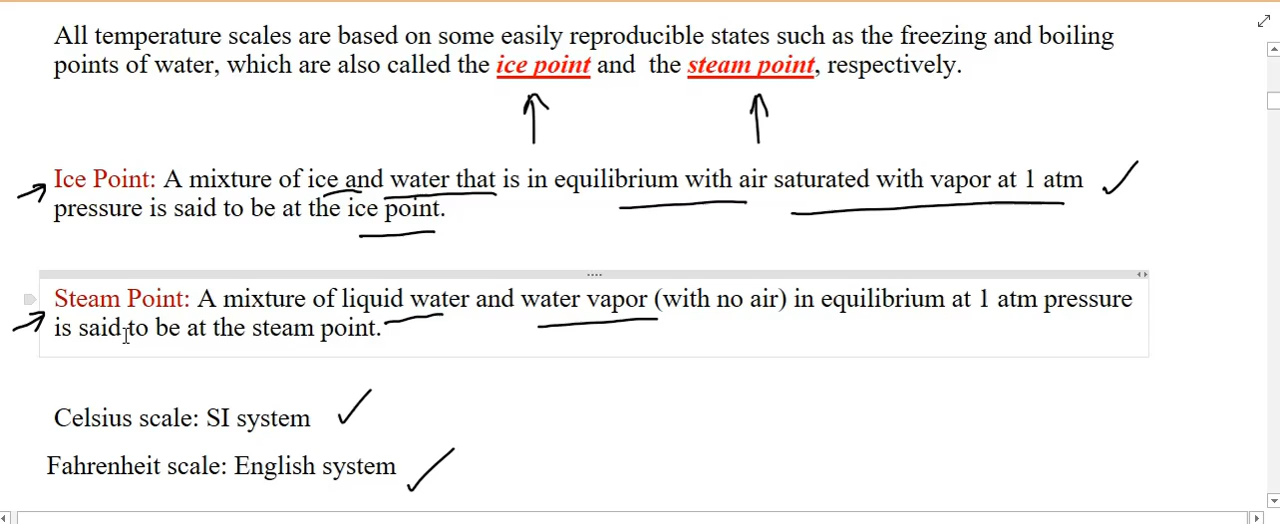 All temperature scales are based on some easily reproducible states such as the freezing and boiling
points of water, which are also called the ice point and the steam point, respectively.
Ice Point: A mixture of ice and water that is in equilibrium with air saturated with vapor at 1 atm
pressure is said to be at the ice point.
Steam Point: A mixture of liquid water and water vapor (with no air) in equilibrium at 1 atm pressure
is said to be at the steam point.
Celsius scale: SI system
Fahrenheit scale: English system